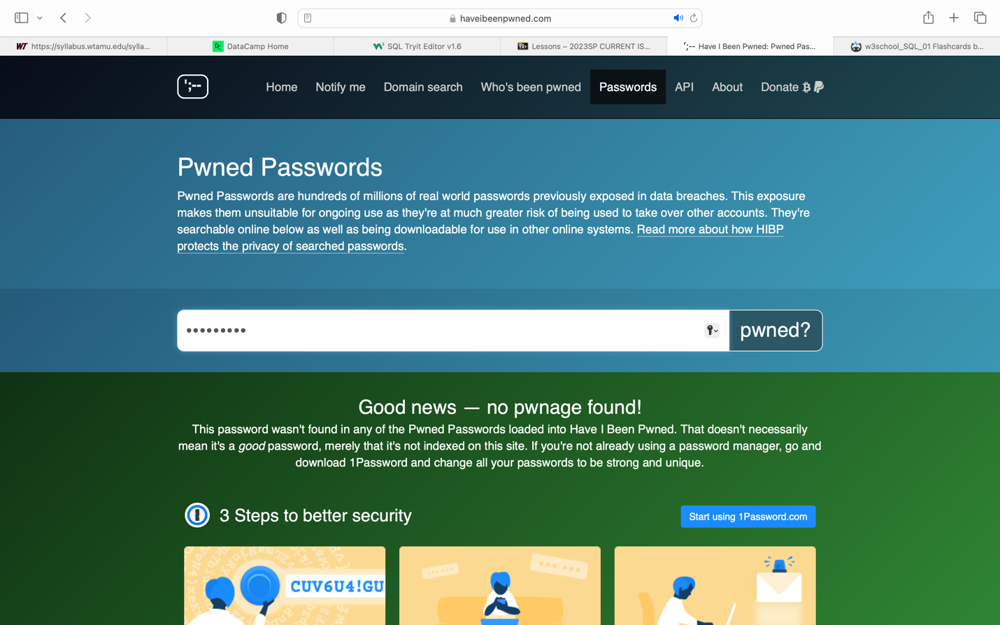 haveibeenpwned.com
WT https://syllabus.wtamu.edu/sylla...
DataCamp Home
SQL Tryit Editor v1.6
Bb Lessons – 2023SP CURRENT IS...
';-- Have I Been Pwned: Pwned Pas...
w3school_SQL_01 Flashcards b...
';--
Home
Notify me
Domain search
Who's been pwned
Passwords
API
About
Donate
Pwned Passwords
Pwned Passwords are hundreds of millions of real world passwords previously exposed in data breaches. This exposure
makes them unsuitable for ongoing use as they're at much greater risk of being used to take over other accounts. They're
searchable online below as well as being downloadable for use in other online systems. Read more about how HIBP
protects the privacy of searched passwords.
•••••••••
pwned?
Good news — no pwnage found!
This password wasn't found in any of the Pwned Passwords loaded into Have I Been Pwned. That doesn't necessarily
mean it's a good password, merely that it's not indexed on this site. If you're not already using a password manager, go and
download 1Password and change all your passwords to be strong and unique.
3 Steps to better security
Start using 1Password.com
CUV6U4!GU